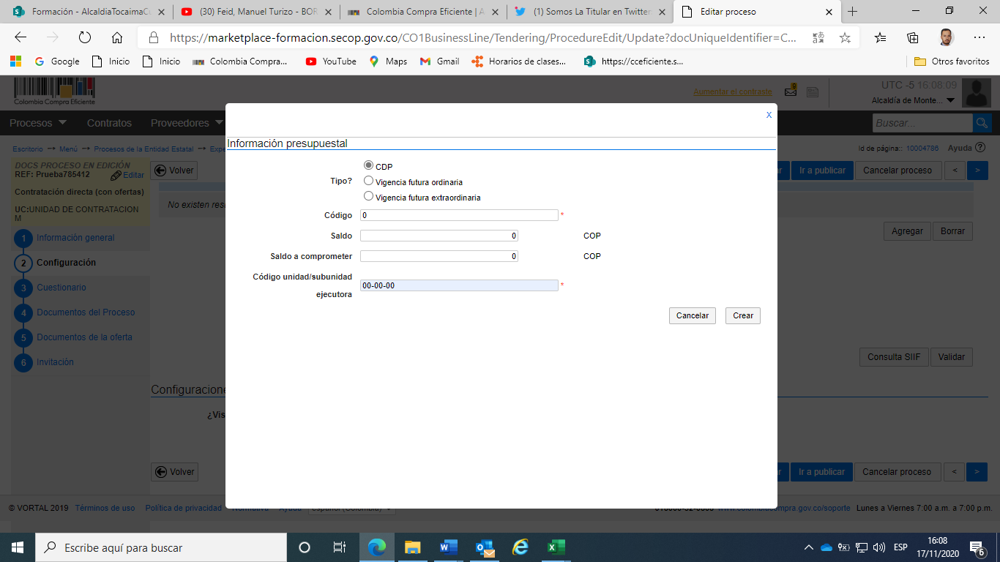 Formación - AlcaldiaTocaimaCu
(30) Feid, Manuel Turizo - BOR
Colombia Compra Eficiente | A
(1) Somos La Titular en Twitter
Editar proceso
https://marketplace-formacion.secop.gov.co/CO1BusinessLine/Tendering/ProcedureEdit/Update?docUniqueIdentifier=C...
Google
Inicio
Inicio
Colombia Compra...
YouTube
Maps
Gmail
Horarios de clases...
https://cceficiente.s...
Otros favoritos
Colombia Compra Eficiente
Aumentar el contraste
9
UTC -5 16:08:09
Alcaldía de Monte...
Procesos
Contratos
Proveedores
Buscar...
X
Información presupuestal
Escritorio → Menú → Procesos de la Entidad Estatal → Expe
Id de página:: 10004786
Ayuda
DOCS PROCESO EN EDICIÓN
REF: Prueba785412
Editar
Contratación directa (con ofertas)
UC:UNIDAD DE CONTRATACION
M
Volver
Ir a publicar
Cancelar proceso
<
>
No existen res
1 Información general
2 Configuración
3 Cuestionario
4 Documentos del Proceso
5 Documentos de la oferta
6 Invitación
Tipo?
CDP
Vigencia futura ordinaria
Vigencia futura extraordinaria
Código 0 *
Saldo 0 COP
Saldo a comprometer 0 COP
Código unidad/subunidad
ejecutora
00-00-00 *
Cancelar
Crear
Agregar
Borrar
Consulta SIIF
Validar
Configuracione
¿Vis
Volver
Ir a publicar
Cancelar proceso
<
>
© VORTAL 2019
Términos de uso
Política de privacidad
Lunes a Viernes 7:00 a.m. a 7:00 p.m.
Escribe aquí para buscar
ESP
16:08
17/11/2020
6